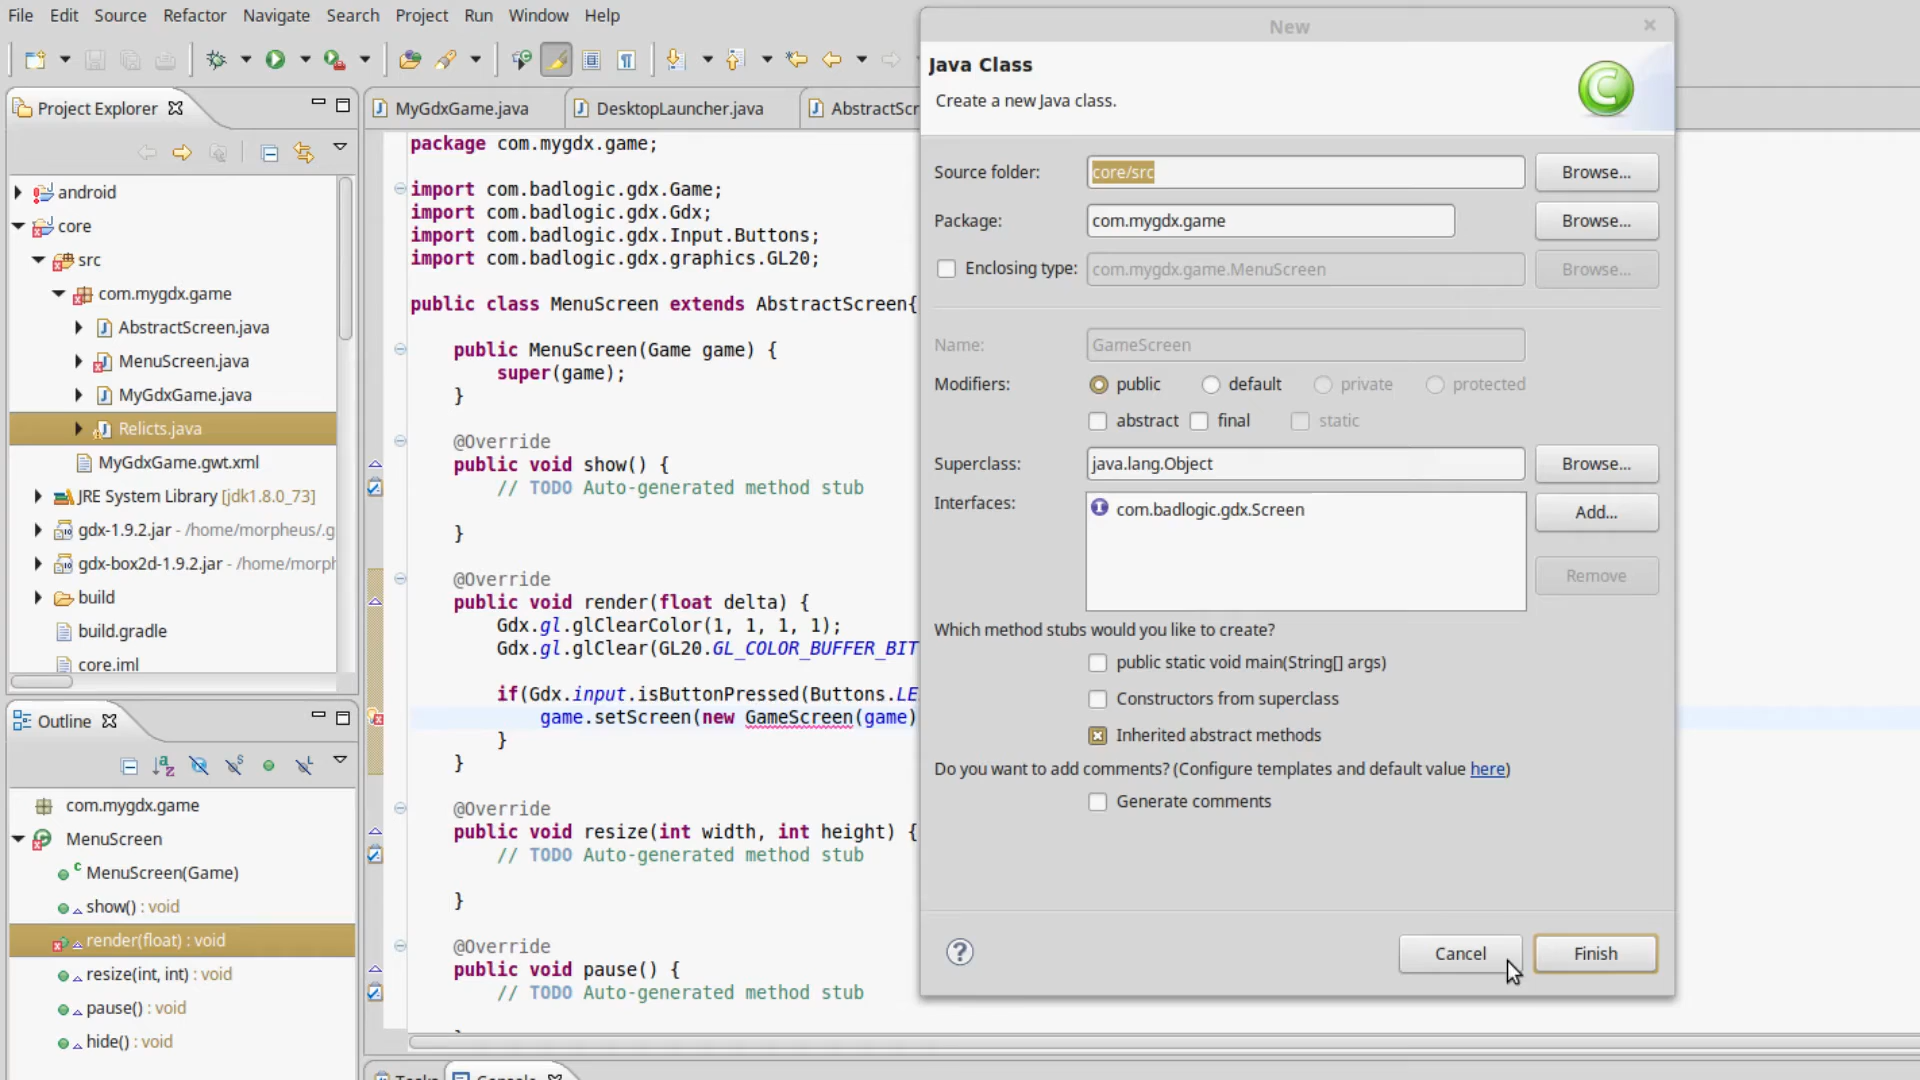 File Edit Source Refactor Navigate Search Project Run Window Help
Project Explorer
android
core
src
com.mygdx.game
AbstractScreen.java
MenuScreen.java
MyGdxGame.java
Relicts.java
MyGdxGame.gwt.xml
JRE System Library [jdk1.8.0_73]
gdx-1.9.2.jar - /home/morpheus/.g
gdx-box2d-1.9.2.jar - /home/morph
build
build.gradle
core.iml
Outline
com.mygdx.game
MenuScreen
MenuScreen(Game)
show() : void
render(float) : void
resize(int, int) : void
pause() : void
hide() : void
MyGdxGame.java DesktopLauncher.java AbstractScr
package com.mygdx.game;
import com.badlogic.gdx.Game;
import com.badlogic.gdx.Gdx;
import com.badlogic.gdx.Input.Buttons;
import com.badlogic.gdx.graphics.GL20;
public class MenuScreen extends AbstractScreen{
public MenuScreen(Game game) {
super(game);
}
@Override
public void show() {
// TODO Auto-generated method stub
}
@Override
public void render(float delta) {
Gdx.gl.glClearColor(1, 1, 1, 1);
Gdx.gl.glClear(GL20.GL_COLOR_BUFFER_BIT
if(Gdx.input.isButtonPressed(Buttons.LE
game.setScreen(new GameScreen(game)
}
}
@Override
public void resize(int width, int height) {
// TODO Auto-generated method stub
}
@Override
public void pause() {
// TODO Auto-generated method stub
Console
New
Java Class
Create a new Java class.
Source folder: core/src Browse...
Package: com.mygdx.game Browse...
Enclosing type: com.mygdx.game.MenuScreen Browse...
Name: GameScreen
Modifiers: public default private protected
abstract final static
Superclass: java.lang.Object Browse...
Interfaces: com.badlogic.gdx.Screen Add...
Remove
Which method stubs would you like to create?
public static void main(String[] args)
Constructors from superclass
Inherited abstract methods
Do you want to add comments? (Configure templates and default value here)
Generate comments
Cancel Finish